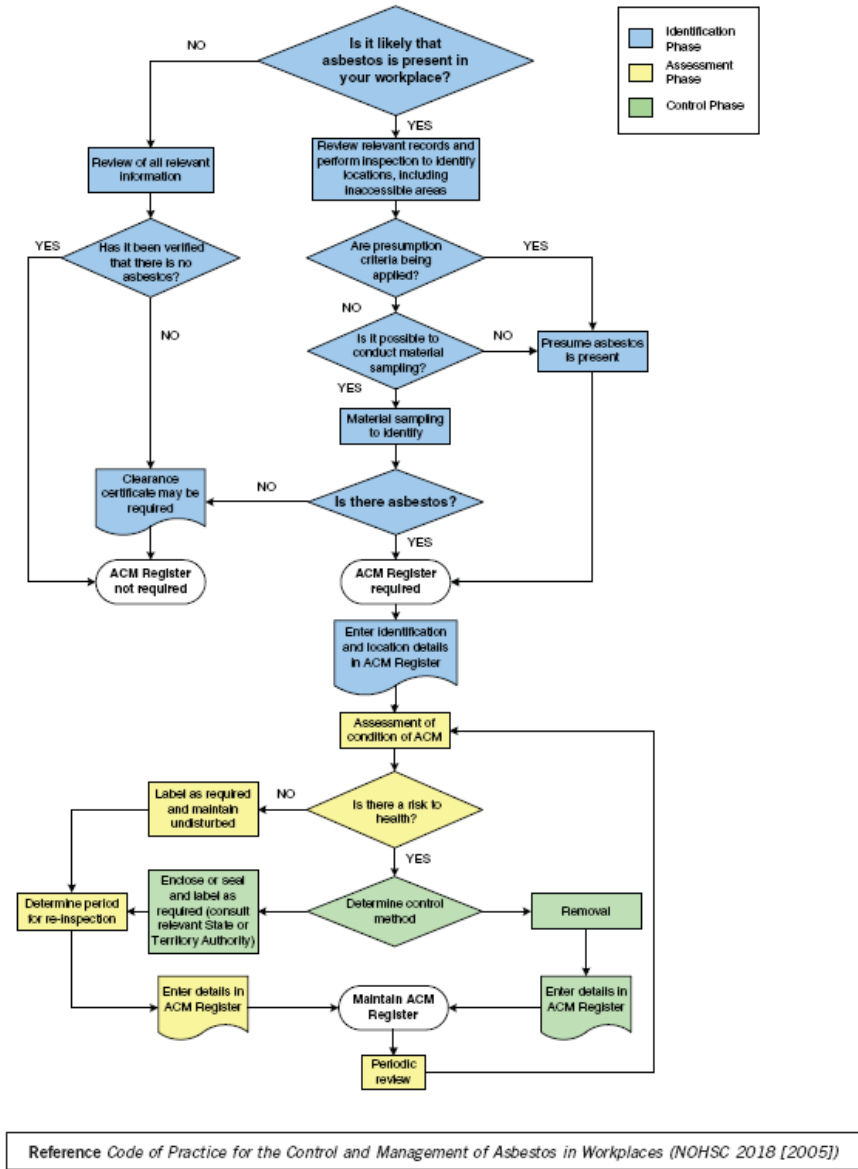 NO
Is it likely that
asbestos is present in
your workplace?
Identification
Phase
Assessment
Phase
Control Phase
YES
Review of all relevant
information
Review relevant records and
perform inspection to identify
locations, including
inaccessible areas
YES
Has it been verified
that there is no
asbestos?
Are presumption
criteria being
applied?
YES
NO
NO
Is it possible to
conduct material
sampling?
NO
Presume asbestos
is present
YES
Material sampling
to identify
Clearance
certificate may be
required
NO
Is there asbestos?
YES
ACM Register
not required
ACM Register
required
Enter identification
and location details
in ACM Register
Assessment of
condition of ACM
Label as required
and maintain
undisturbed
NO
Is there a risk to
health?
YES
Determine period
for re-inspection
Enclose or seal
and label as
required (consult
relevant State or
Territory Authority)
Determine control
method
Removal
Enter details in
ACM Register
Maintain ACM
Register
Enter details in
ACM Register
Periodic
review
Reference Code of Practice for the Control and Management of Asbestos in Workplaces (NOHSC 2018 [2005])